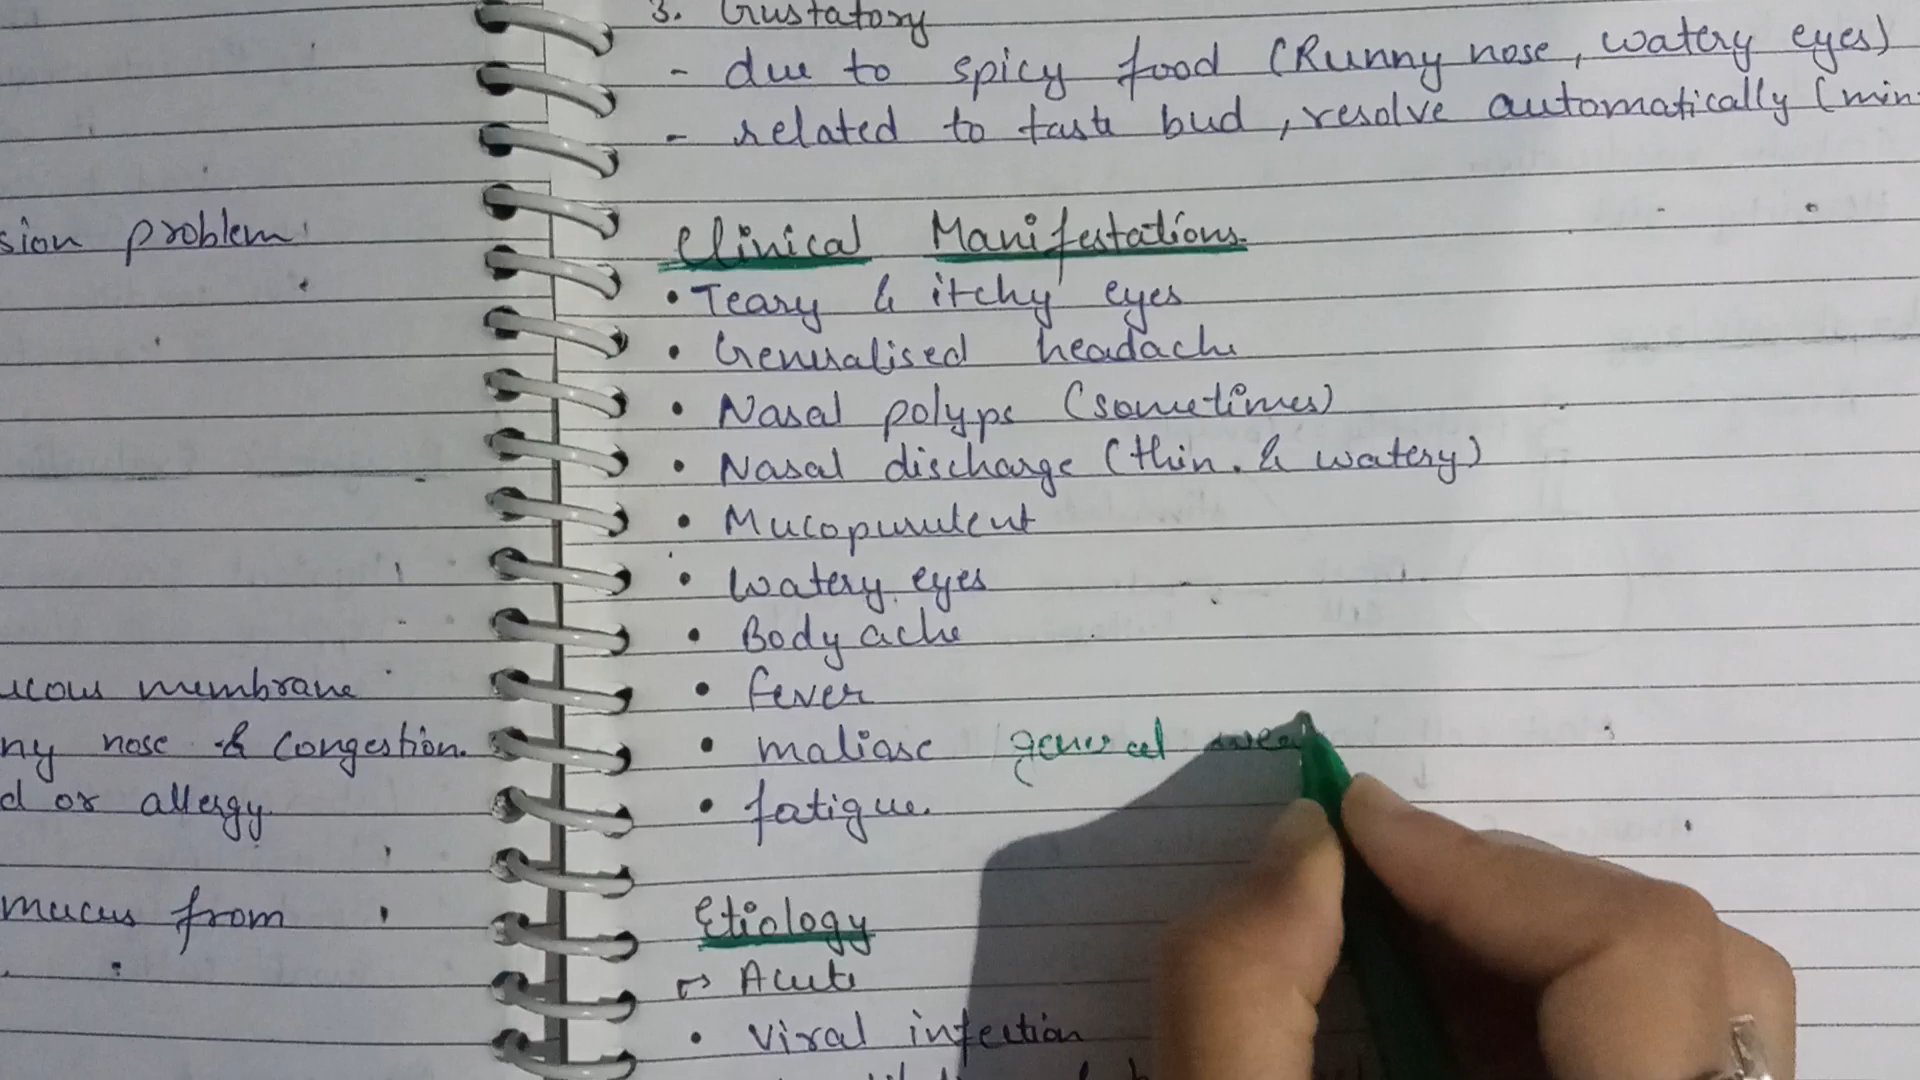 sion problem
ucous membrane
ny nose & Congestion.
d or allergy
mucus from
3. Gustatory
- due to spicy food (Runny nose, watery eyes)
- related to taste bud, resolve automatically (min
Clinical Manifestations
• Teary & itchy eyes
• Generalised headache
• Nasal polyps (sometimes)
• Nasal discharge (thin & watery)
• Mucopurulent
• Watery eyes
• Body ache
• fever
• maliase general wea
• fatigue.
Etiology
↦ Acute
• Viral infection